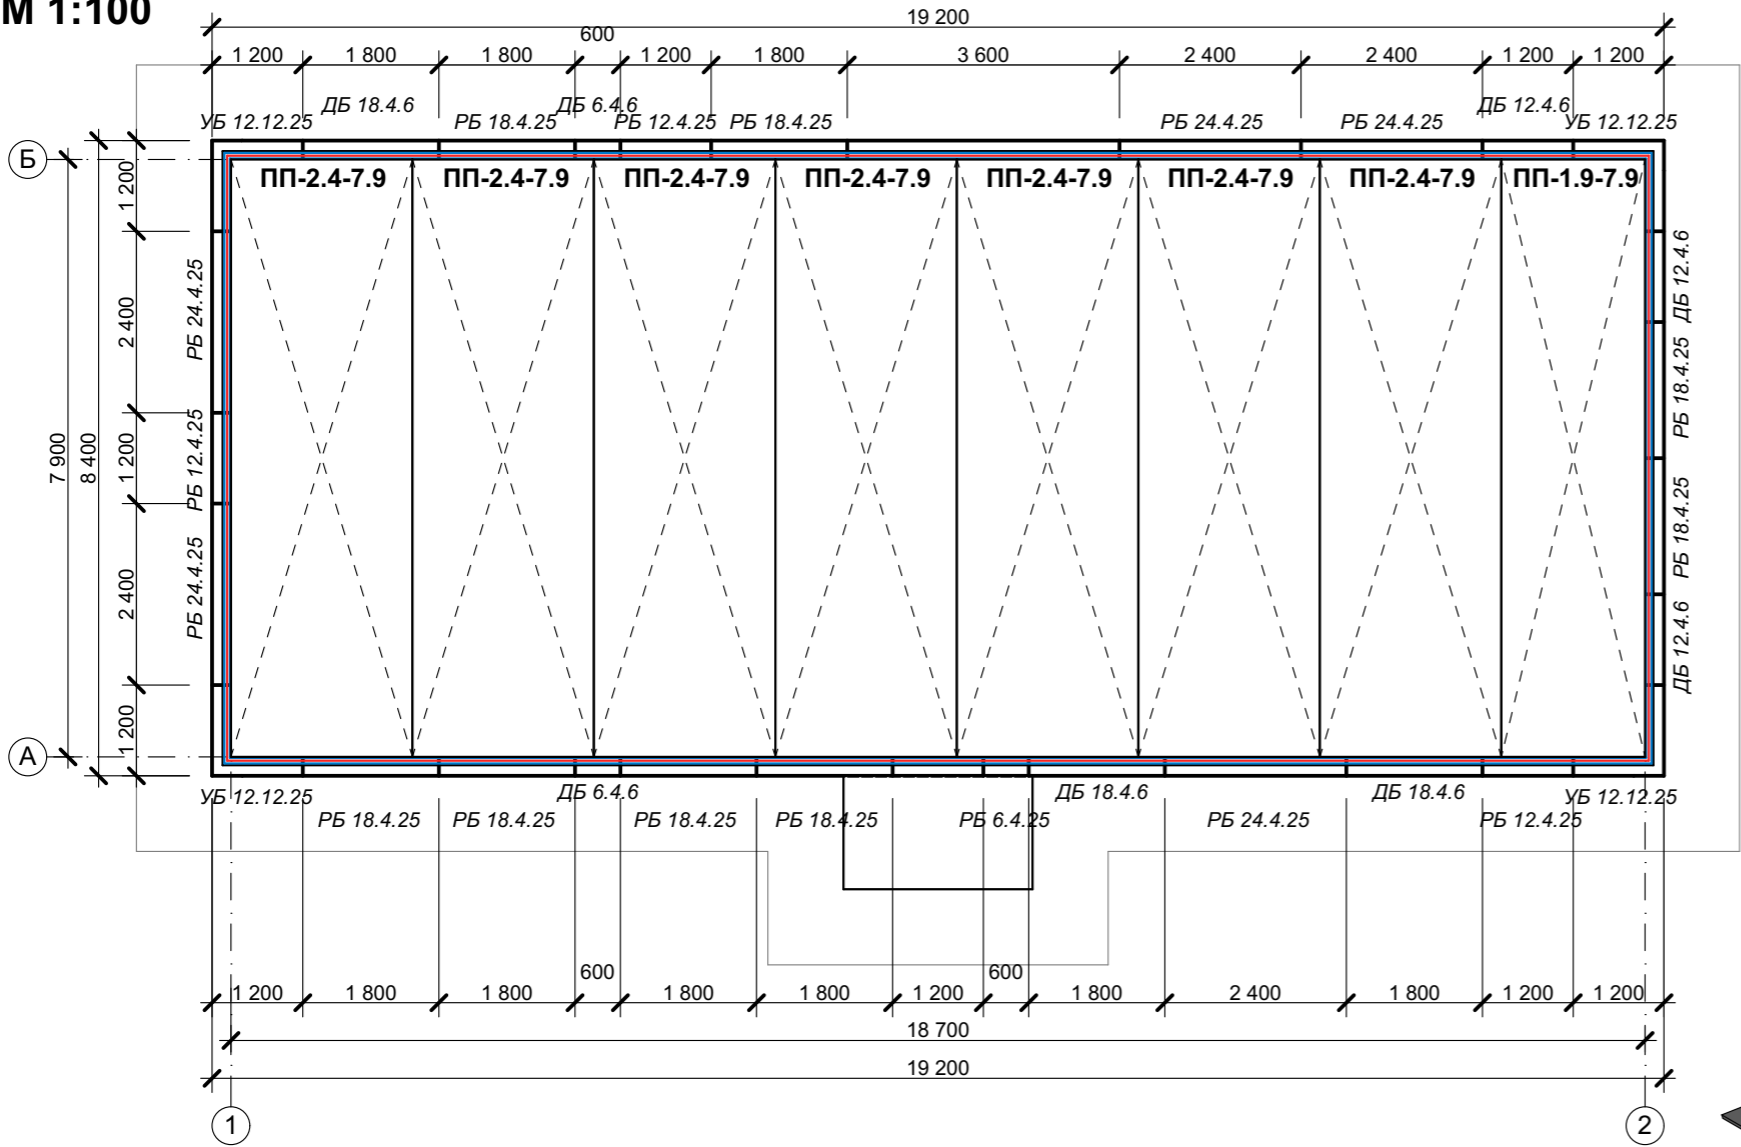 М 1:100
19 200
600
1 200 1 800 1 800 1 200 1 800 3 600 2 400 2 400 1 200 1 200
ДБ 18.4.6 ДБ 6.4.6 ДБ 12.4.6
УБ 12.12.25 РБ 18.4.25 РБ 12.4.25 РБ 18.4.25 РБ 24.4.25 РБ 24.4.25 УБ 12.12.25
Б
ПП-2.4-7.9 ПП-2.4-7.9 ПП-2.4-7.9 ПП-2.4-7.9 ПП-2.4-7.9 ПП-2.4-7.9 ПП-2.4-7.9 ПП-1.9-7.9
7 900
8 400
1 200
2 400
1 200
2 400
1 200
РБ 24.4.25
РБ 12.4.25
РБ 24.4.25
ДБ 12.4.6
РБ 18.4.25
РБ 18.4.25
ДБ 12.4.6
А
УБ 12.12.25 ДБ 6.4.6 ДБ 18.4.6 ДБ 18.4.6 УБ 12.12.25
РБ 18.4.25 РБ 18.4.25 РБ 18.4.25 РБ 18.4.25 РБ 6.4.25 РБ 24.4.25 РБ 12.4.25
600 600
1 200 1 800 1 800 1 800 1 800 1 200 1 800 2 400 1 800 1 200 1 200
18 700
19 200
1 2